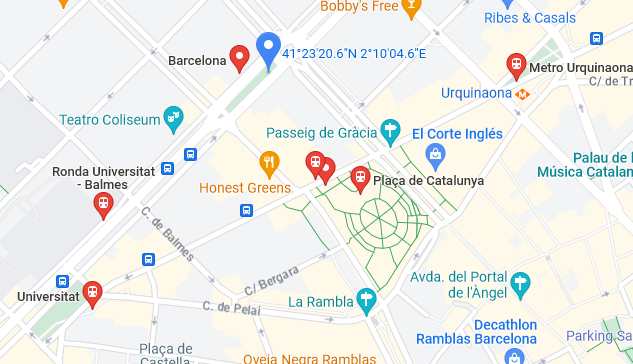 Bobby's Free
Ribes & Casals
Barcelona
41°23'20.6"N 2°10'04.6"E
Metro Urquinaona
C/ de Tr
Urquinaona
Teatro Coliseum
Passeig de Gràcia
El Corte Inglés
Palau de l
Música Catalan
Ronda Universitat
- Balmes
Honest Greens
Plaça de Catalunya
C. de Balmes
C/ Bergara
Universitat
C. de Pelai
La Rambla
Avda. del Portal
de l'Àngel
Decathlon
Ramblas Barcelona
Parking Sa
Plaça de
Castella
Oveja Negra Ramblas